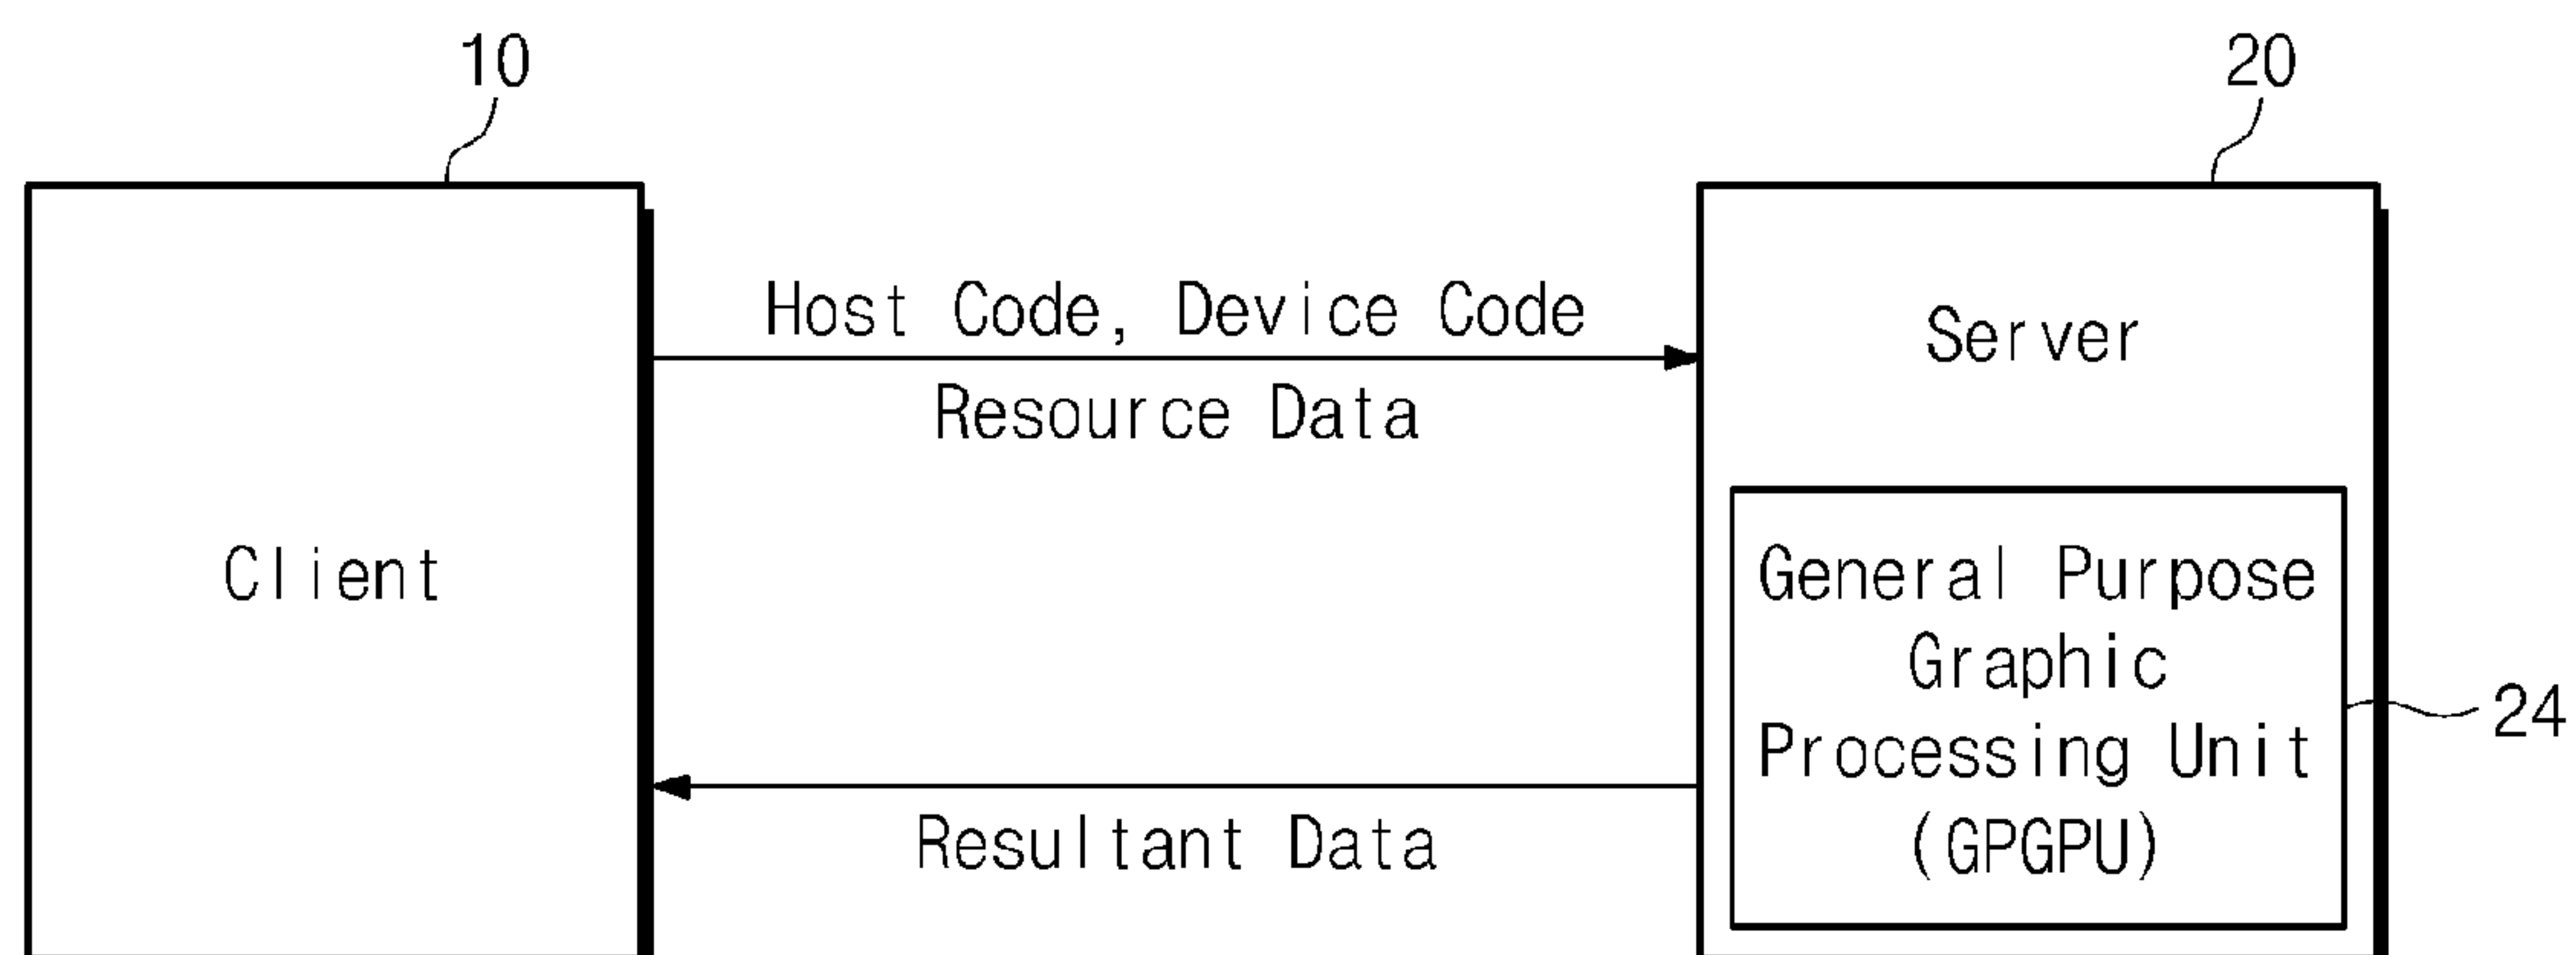 10
20
Host Code, Device Code
Resource Data
Server
Client
General Purpose
Graphic
Processing Unit
(GPGPU)
24
Resultant Data